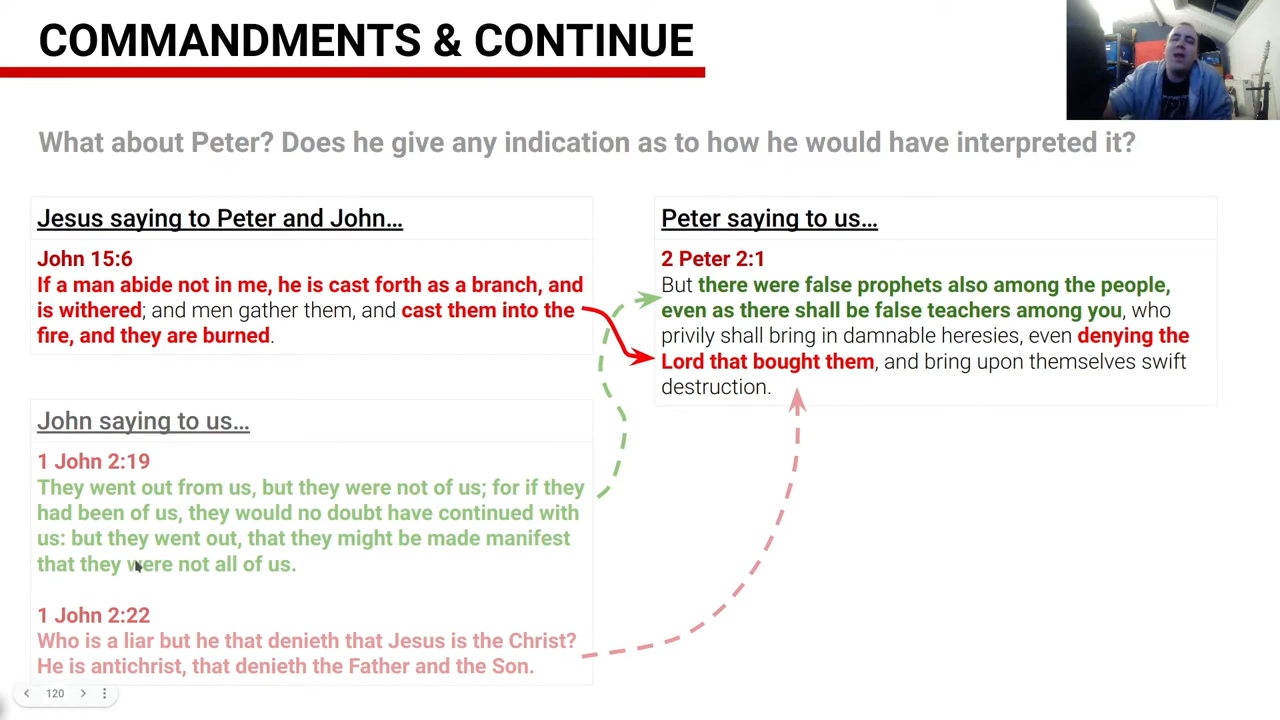 COMMANDMENTS & CONTINUE
What about Peter? Does he give any indication as to how he would have interpreted it?
Jesus saying to Peter and John...
John 15:6
If a man abide not in me, he is cast forth as a branch, and
is withered; and men gather them, and cast them into the
fire, and they are burned.
John saying to us...
1 John 2:19
They went out from us, but they were not of us; for if they
had been of us, they would no doubt have continued with
us: but they went out, that they might be made manifest
that they were not all of us.
1 John 2:22
Who is a liar but he that denieth that Jesus is the Christ?
He is antichrist, that denieth the Father and the Son.
Peter saying to us...
2 Peter 2:1
But there were false prophets also among the people,
even as there shall be false teachers among you, who
privily shall bring in damnable heresies, even denying the
Lord that bought them, and bring upon themselves swift
destruction.
120